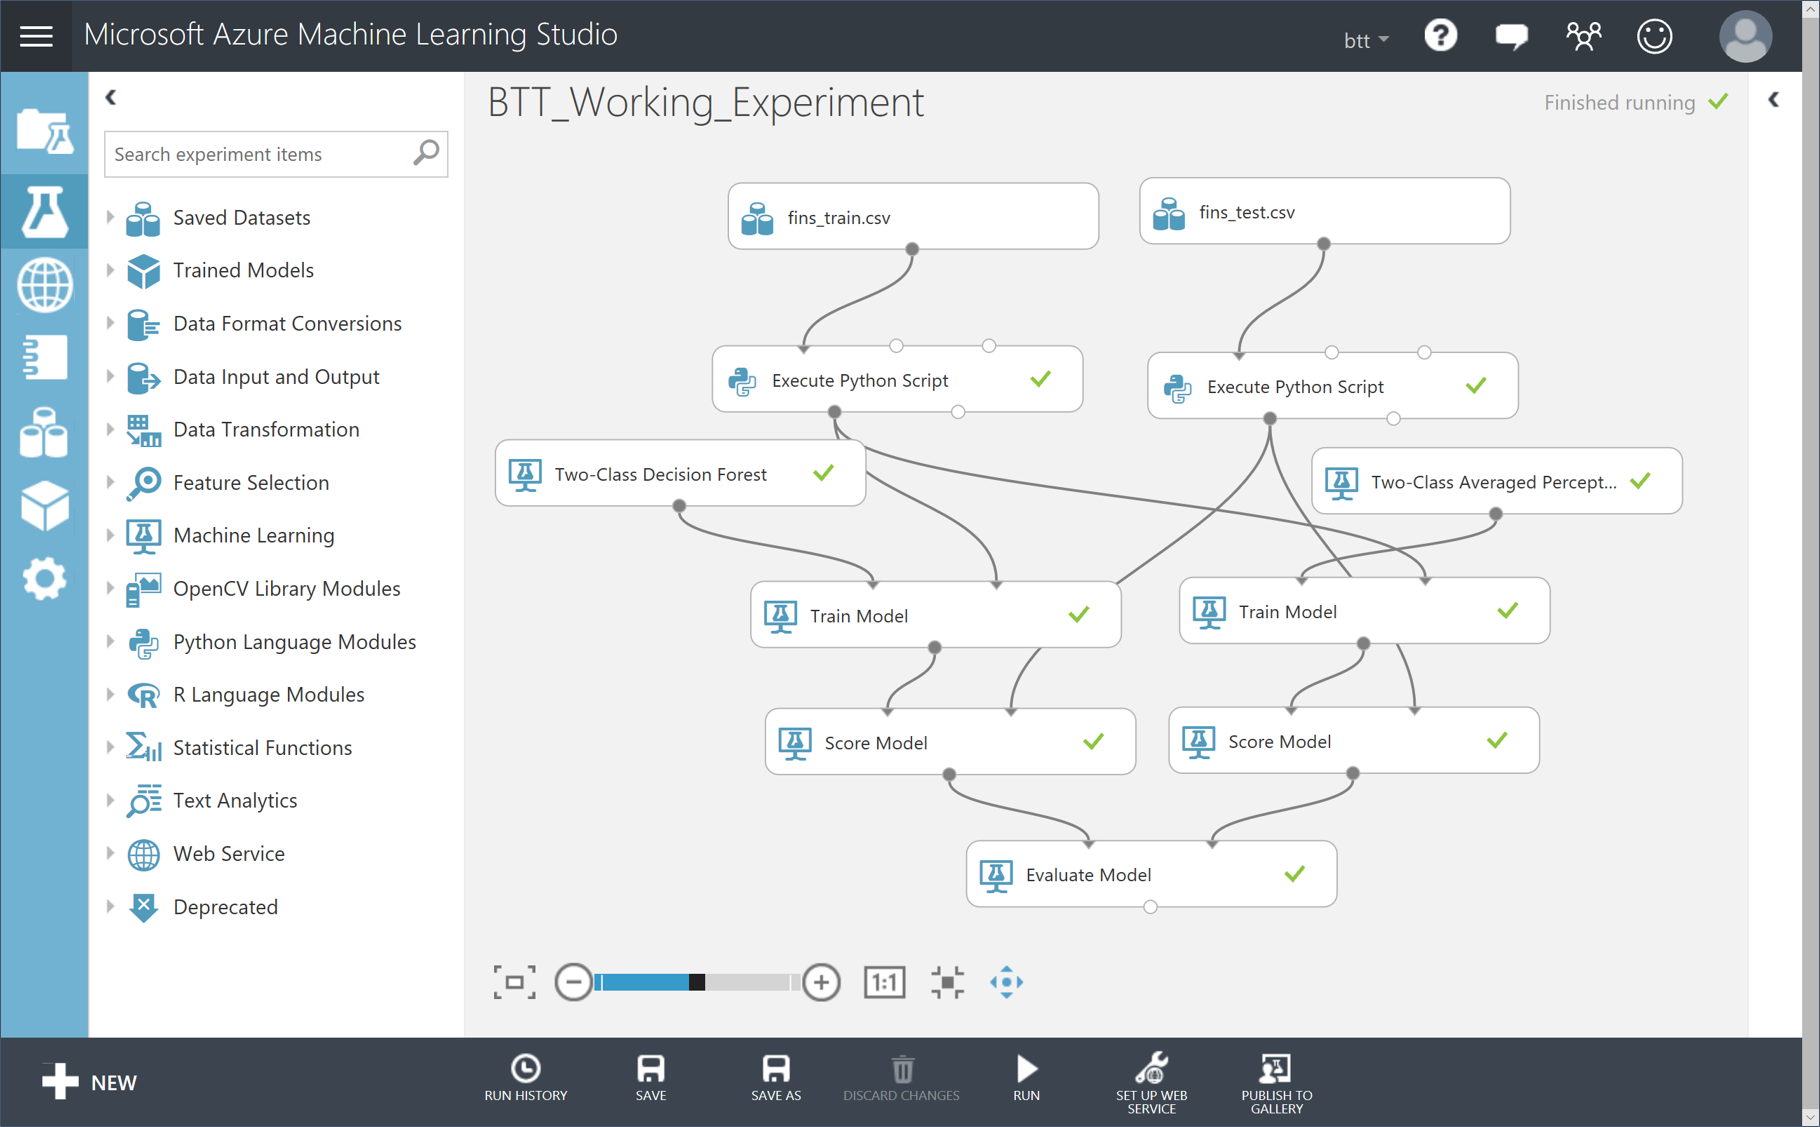 Microsoft Azure Machine Learning Studio
btt
?
BTT_Working_Experiment
Finished running
Search experiment items
Saved Datasets
Trained Models
Data Format Conversions
Data Input and Output
Data Transformation
Feature Selection
Machine Learning
OpenCV Library Modules
Python Language Modules
R Language Modules
Statistical Functions
Text Analytics
Web Service
Deprecated
fins_train.csv
fins_test.csv
Execute Python Script
Execute Python Script
Two-Class Decision Forest
Two-Class Averaged Percept...
Train Model
Train Model
Score Model
Score Model
Evaluate Model
1:1
NEW
RUN HISTORY
SAVE
SAVE AS
DISCARD CHANGES
RUN
SET UP WEB
SERVICE
PUBLISH TO
GALLERY